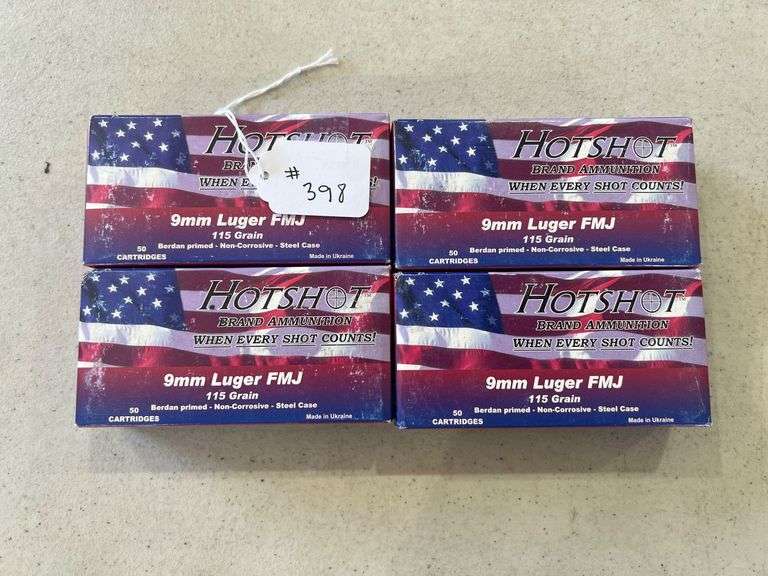 HOTSHOT
BRAND AMMUNITION
WHEN E
# 398
9mm Luger FMJ
115 Grain
50 CARTRIDGES
Berdan primed - Non-Corrosive - Steel Case
Made in Ukraine
HOTSHOT™
BRAND AMMUNITION
WHEN EVERY SHOT COUNTS!
9mm Luger FMJ
115 Grain
50 CARTRIDGES
Berdan primed - Non-Corrosive - Steel Case
Made in Ukraine
HOTSHOT™
BRAND AMMUNITION
WHEN EVERY SHOT COUNTS!
9mm Luger FMJ
115 Grain
50 CARTRIDGES
Berdan primed - Non-Corrosive - Steel Case
Made in Ukraine
HOTSHOT™
BRAND AMMUNITION
WHEN EVERY SHOT COUNTS!
9mm Luger FMJ
115 Grain
50 CARTRIDGES
Berdan primed - Non-Corrosive - Steel Case
Made in Ukraine